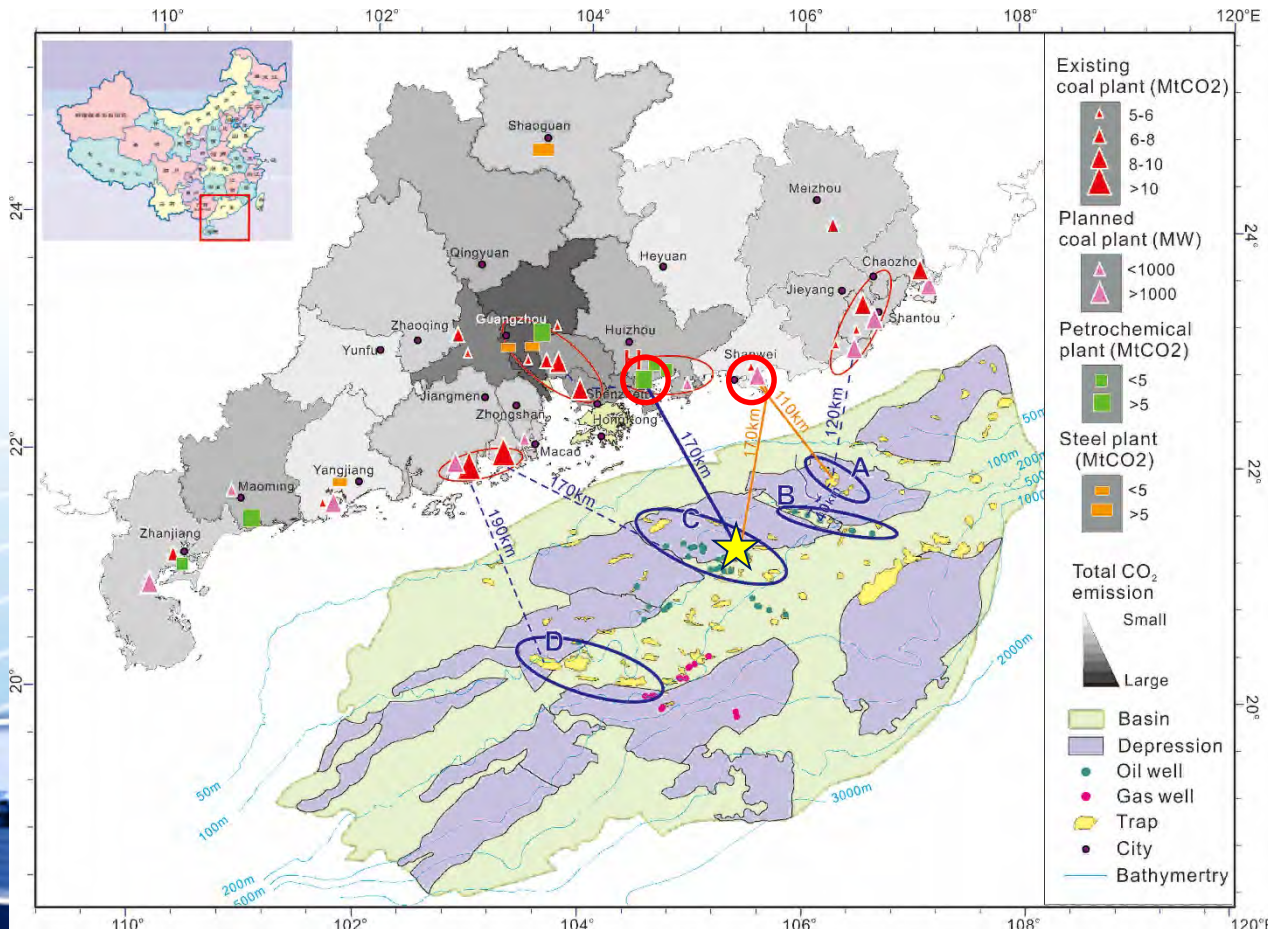 102°
104°
106°
108°
120°E
Existing
coal plant (MtCO2)
5-6
6-8
8-10
>10
Planned
coal plant (MW)
<1000
>1000
Petrochemical
plant (MtCO2)
<5
>5
Steel plant
(MtCO2)
<5
>5
Total CO₂
emission
Small
Large
Basin
Depression
Oil well
Gas well
Trap
City
Bathymertry
24°
22°
20°
24°
22°
20°
Shaoguan
Meizhou
Qingyuan
Heyuan
Chaozho
Jieyang
Shantou
Guangzhou
Zhaoqing
Huizhou
Yunfu
H
Shanwei
Jiangmen
Shenzhen
Zhongshan
HongKong
Macao
Yangjiang
Maoming
Zhanjiang
170km
170km
110km
120km
170km
190km
A
B
C
D
50m
100m
200m
2000m
3000m
50m
100m
200m
500m
110°
102°
104°
106°
108°